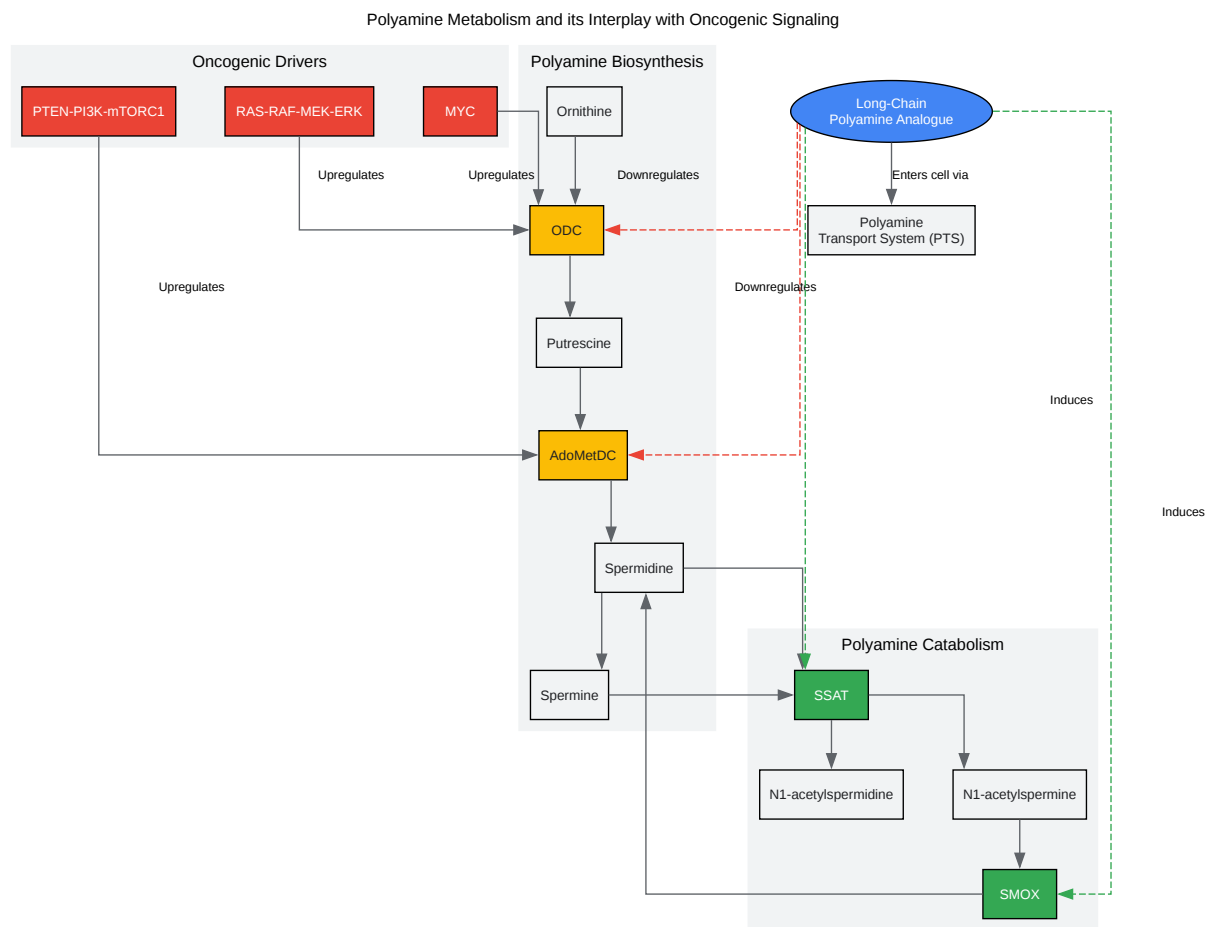 Polyamine Metabolism and its Interplay with Oncogenic Signaling
Oncogenic Drivers
Polyamine Biosynthesis
PTEN-PI3K-mTORC1
RAS-RAF-MEK-ERK
MYC
Ornithine
Long-Chain
Polyamine Analogue
Upregulates
Upregulates
Downregulates
Enters cell via
ODC
Polyamine
Transport System (PTS)
Upregulates
Downregulates
Putrescine
Induces
AdoMetDC
Induces
Spermidine
Polyamine Catabolism
Spermine
SSAT
N1-acetylspermidine
N1-acetylspermine
SMOX